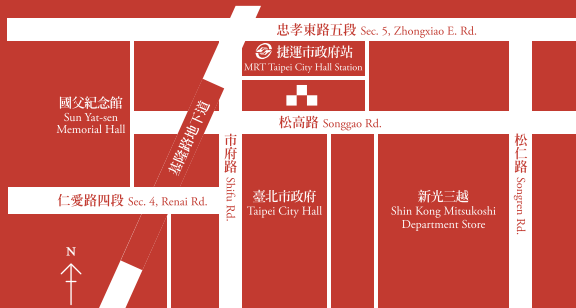 忠孝東路五段 Sec. 5, Zhongxiao E. Rd.
捷運市政府站
MRT Taipei City Hall Station
國父紀念館
Sun Yat-sen
Memorial Hall
基隆路地下道
松高路 Songgao Rd.
市府路 Shifu Rd.
松仁路 Songren Rd.
仁愛路四段 Sec. 4, Renai Rd.
臺北市政府
Taipei City Hall
新光三越
Shin Kong Mitsukoshi
Department Store
N